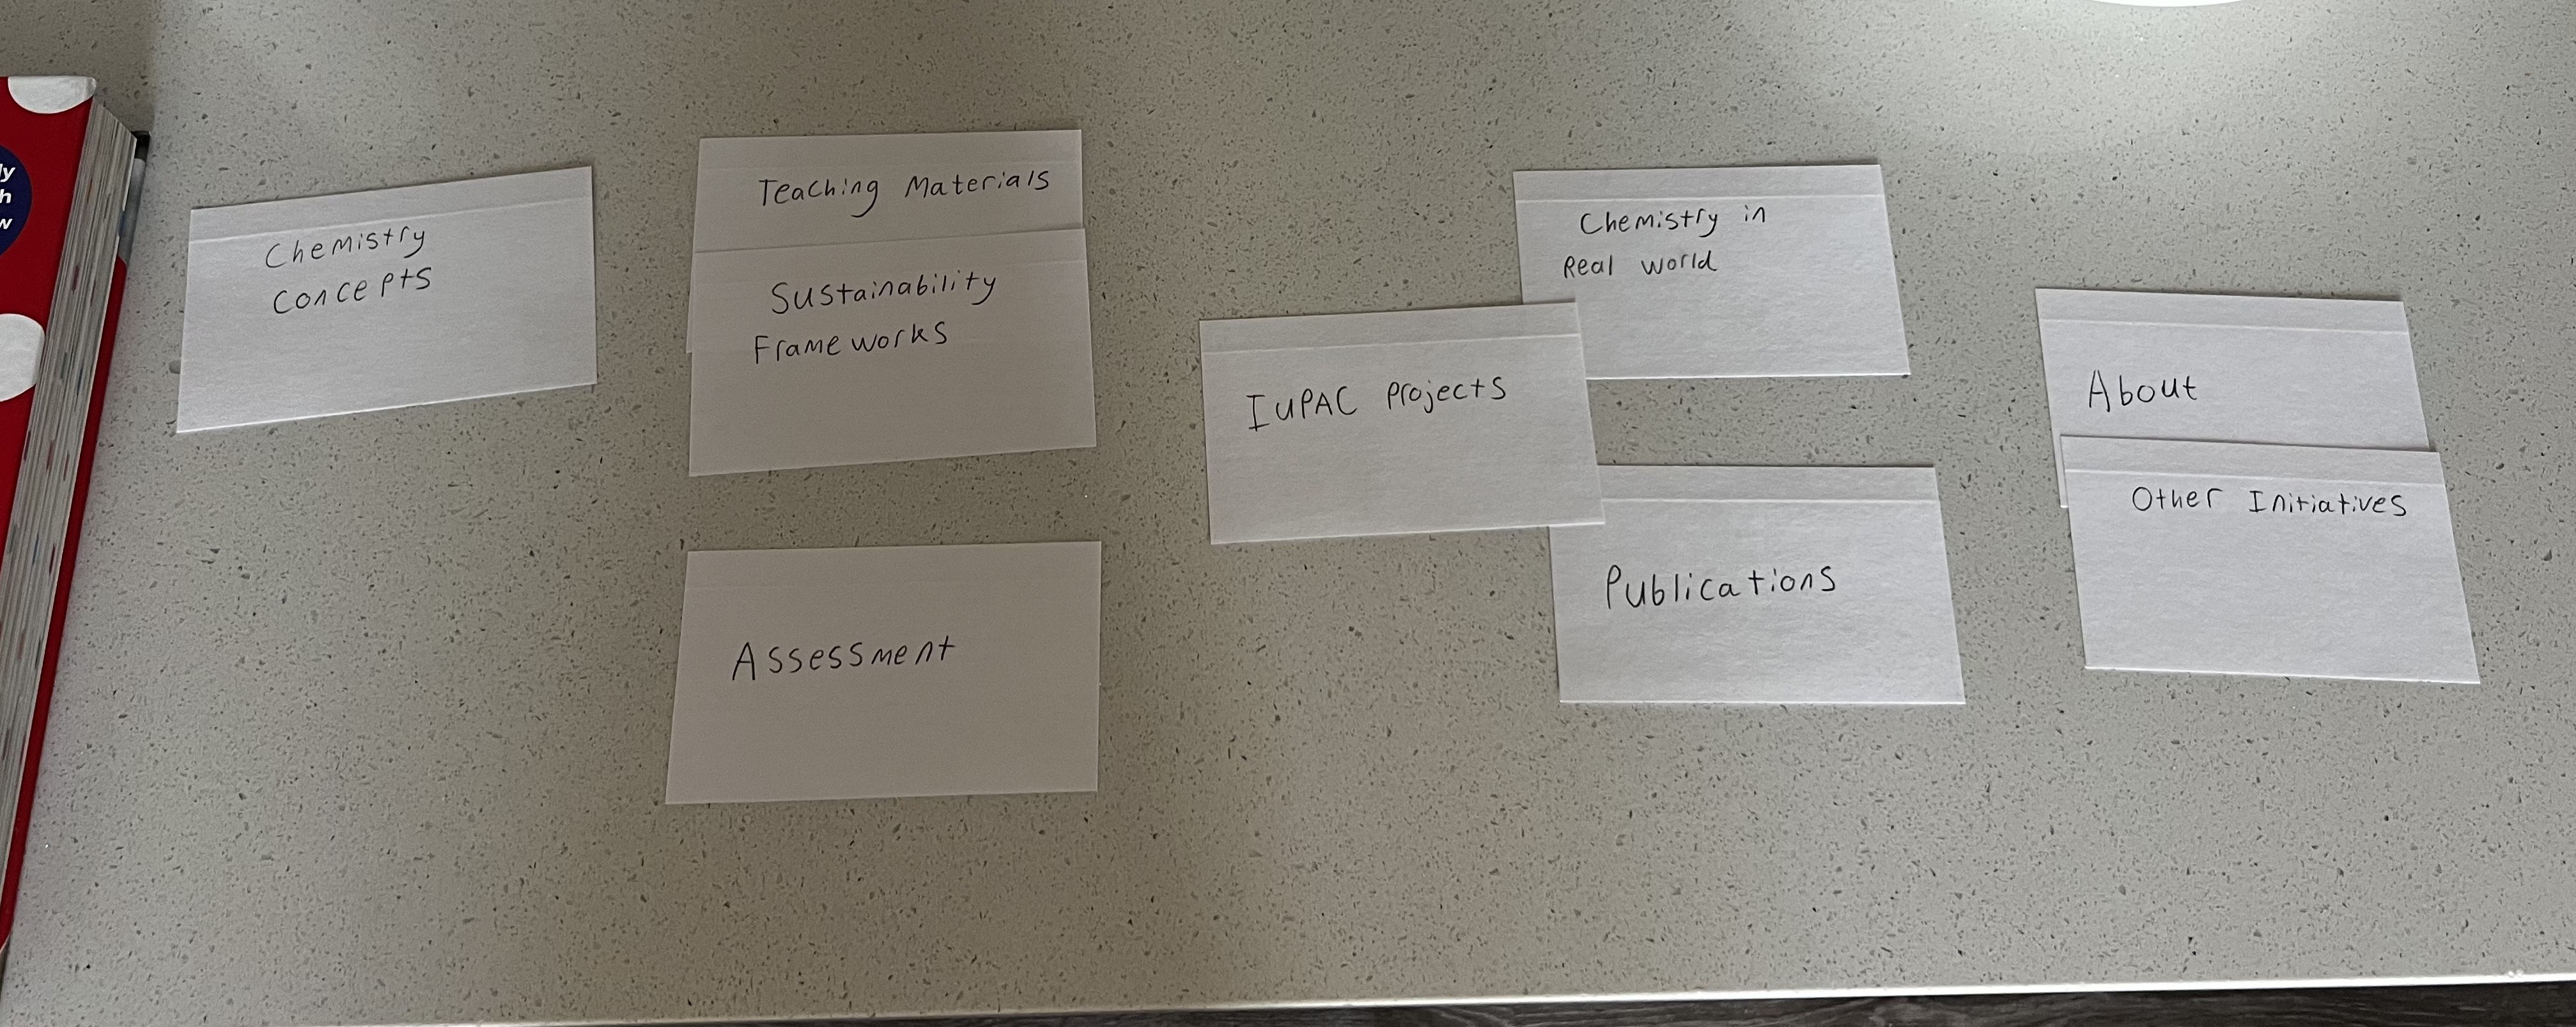 ly
h
w
Chemistry
Concepts
Teaching Materials
Sustainability
Frameworks
Assessment
IUPAC Projects
Chemistry in
Real World
Publications
About
Other Initiatives